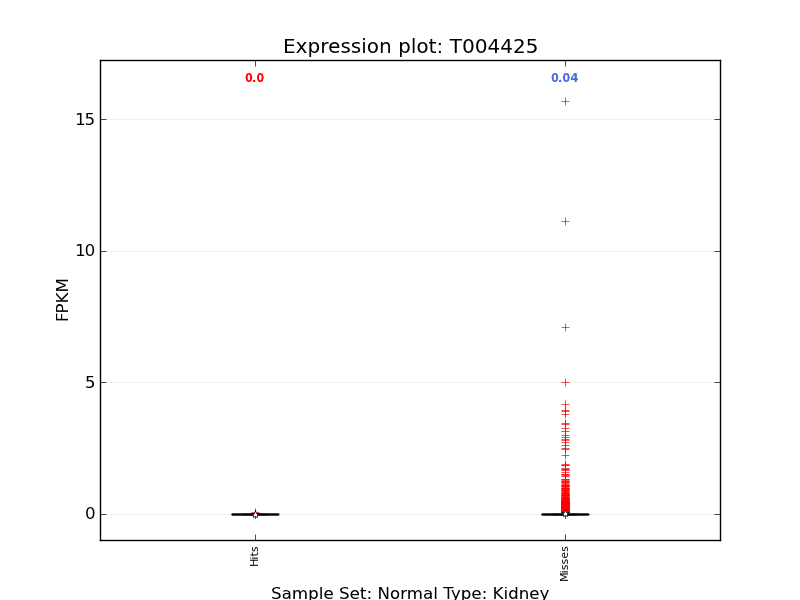 Expression plot: T004425
0.0
0.04
15
10
5
0
FPKM
Hits
Misses
Sample Set: Normal Type: Kidney